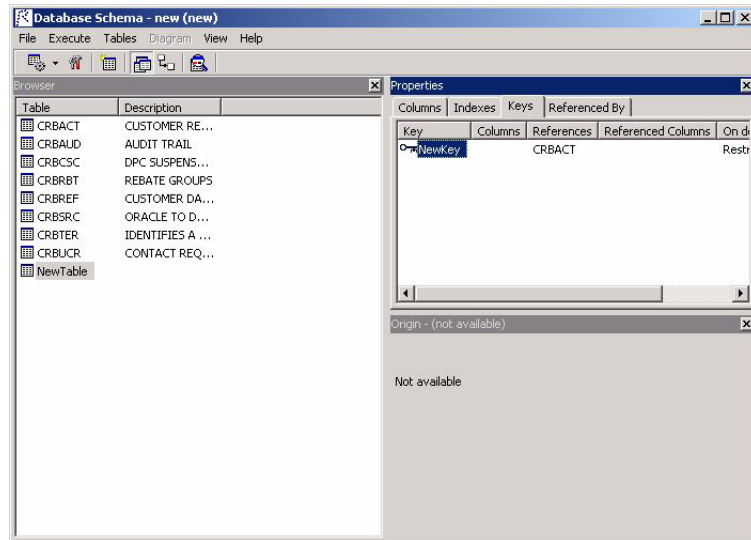 Database Schema - new (new)
File Execute Tables Diagram View Help
Browser
Table Description
CRBACT CUSTOMER RE...
CRBAUD AUDIT TRAIL
CRBCSC DPC SUSPENS...
CRBRBT REBATE GROUPS
CRBREF CUSTOMER DA...
CRBSRC ORACLE TO D...
CRBTER IDENTIFIES A ...
CRBUCR CONTACT REQ...
NewTable
Properties
Columns Indexes Keys Referenced By
Key Columns References Referenced Columns On d
NewKey CRBACT Restr
Origin - (not available)
Not available